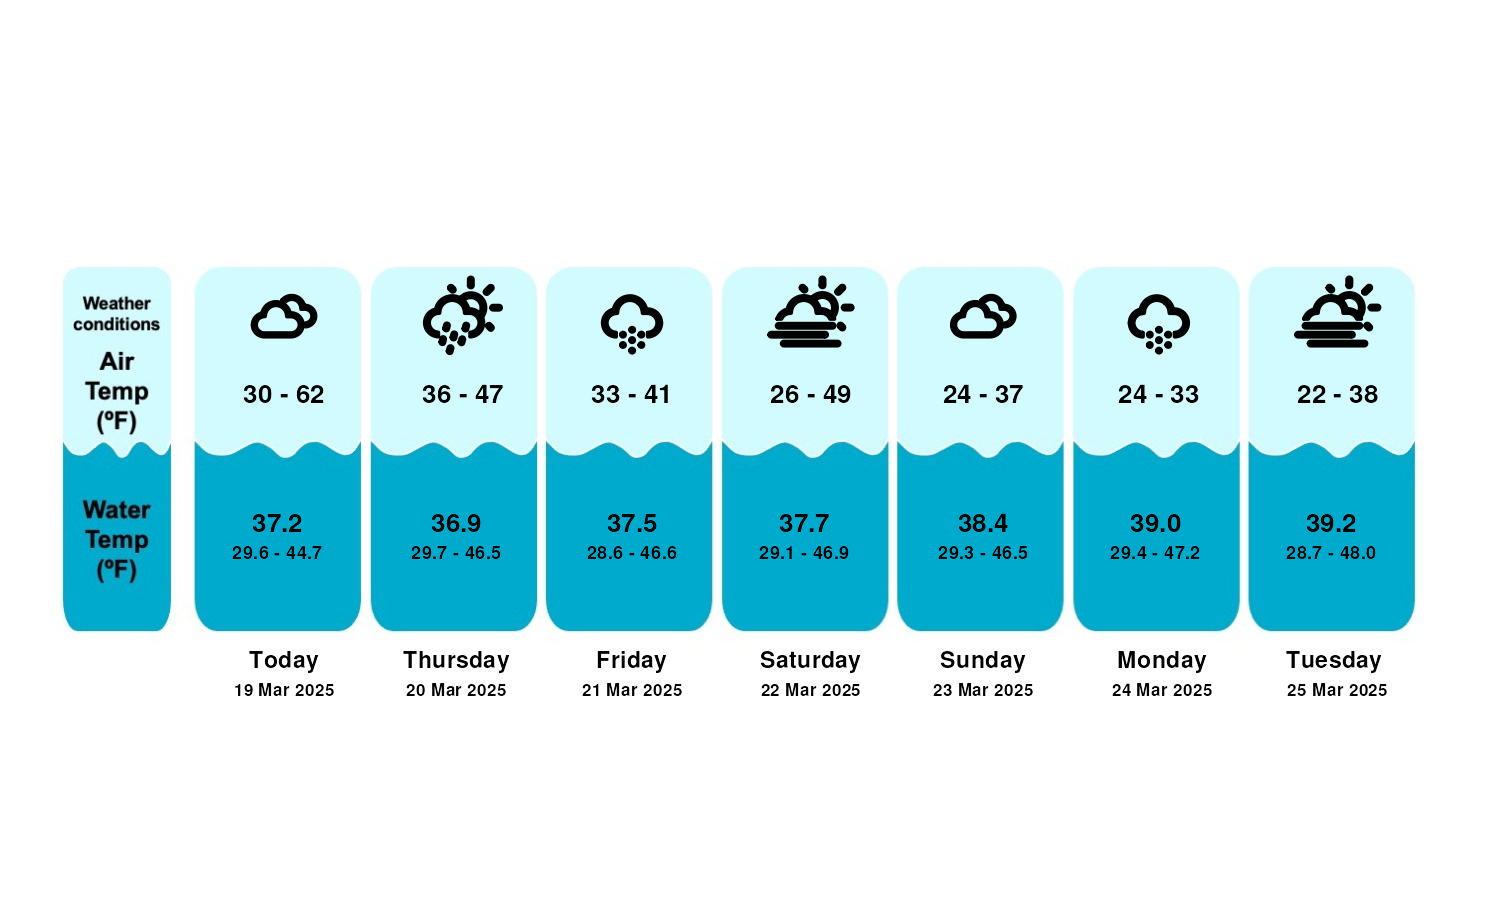 Weather
conditions
Air
Temp
(ºF)
Water
Temp
(ºF)
30 - 62
37.2
29.6 - 44.7
Today
19 Mar 2025
36 - 47
36.9
29.7 - 46.5
Thursday
20 Mar 2025
33 - 41
37.5
28.6 - 46.6
Friday
21 Mar 2025
26 - 49
37.7
29.1 - 46.9
Saturday
22 Mar 2025
24 - 37
38.4
29.3 - 46.5
Sunday
23 Mar 2025
24 - 33
39.0
29.4 - 47.2
Monday
24 Mar 2025
22 - 38
39.2
28.7 - 48.0
Tuesday
25 Mar 2025